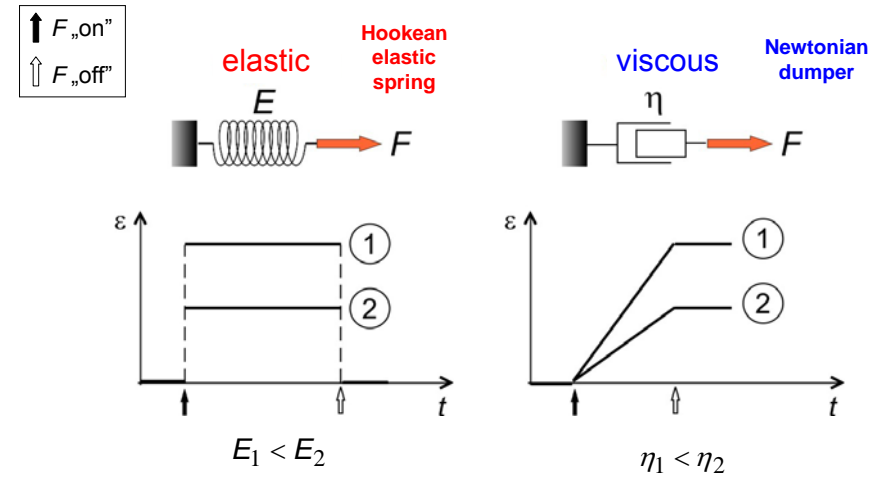 F „on”
F „off”
elastic
Hookean
elastic
spring
E
F
ε
1
2
t
E1 < E2
viscous
Newtonian
dumper
η
F
ε
1
2
t
η1 < η2